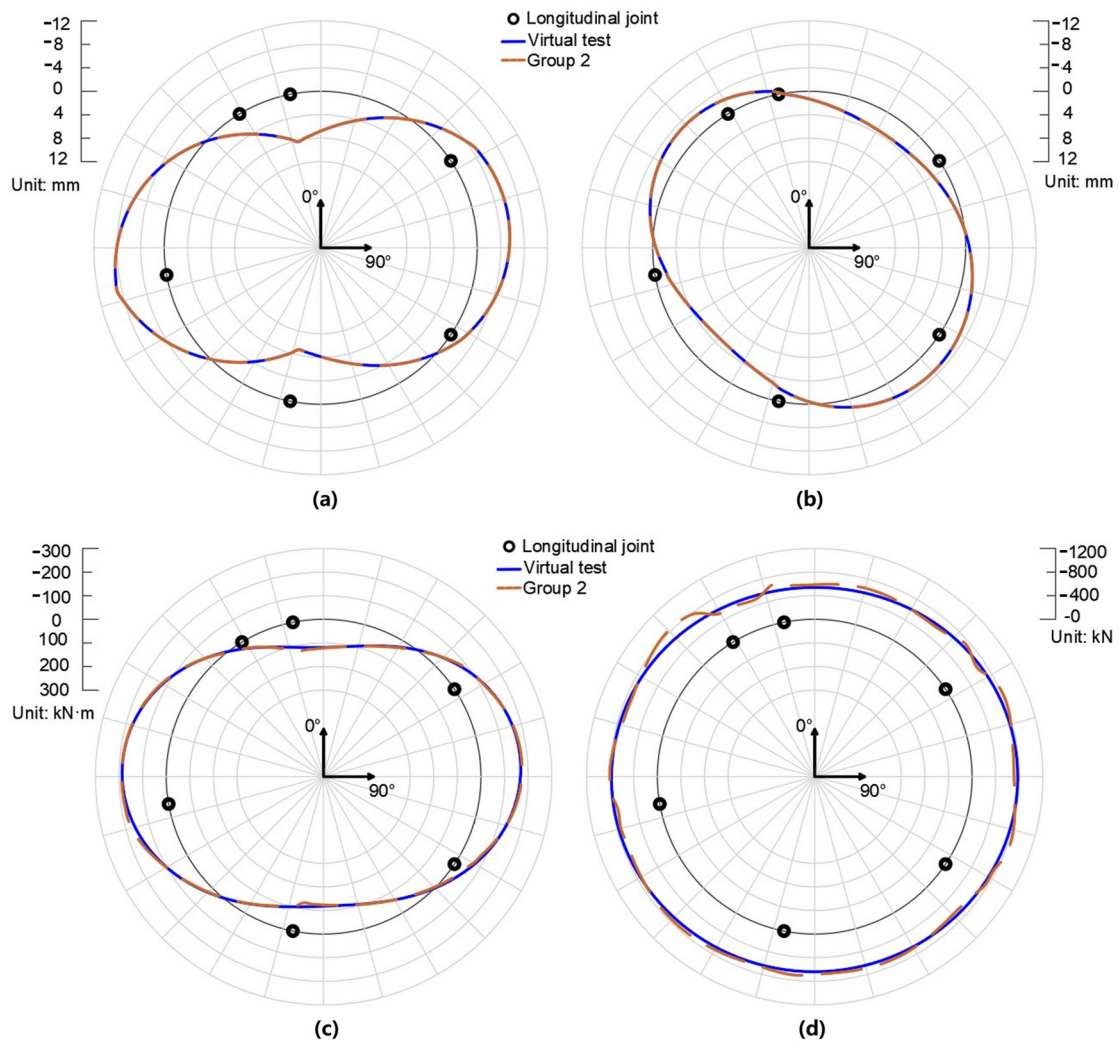 -12
-8
-4
0
4
8
12
Unit: mm
Longitudinal joint
Virtual test
Group 2
-12
-8
-4
0
4
8
12
Unit: mm
0°
90°
0°
90°
(a)
(b)
-300
-200
-100
0
100
200
300
Unit: kN·m
Longitudinal joint
Virtual test
Group 2
-1200
-800
-400
-0
Unit: kN
0°
90°
0°
90°
(c)
(d)